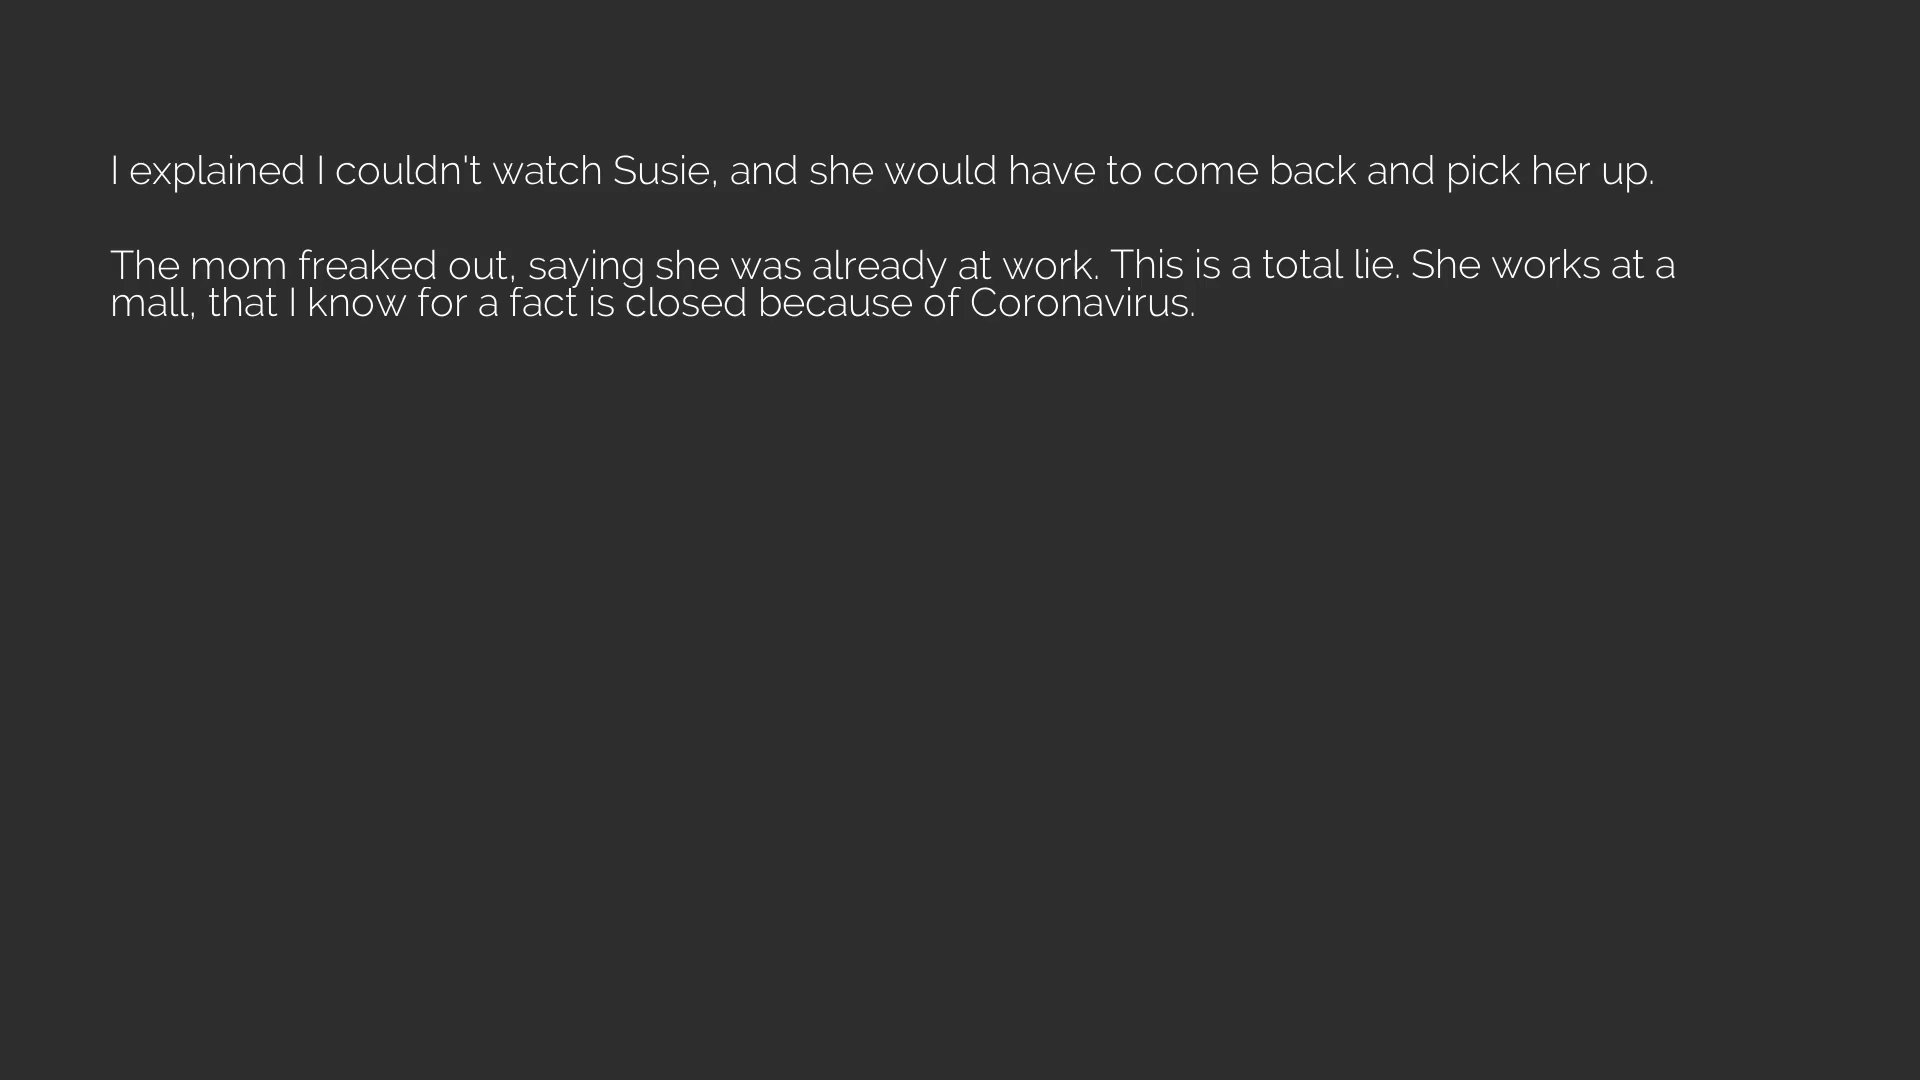 I explained I couldn't watch Susie, and she would have to come back and pick her up.
The mom freaked out, saying she was already at work. This is a total lie. She works at a
mall, that I know for a fact is closed because of Coronavirus.